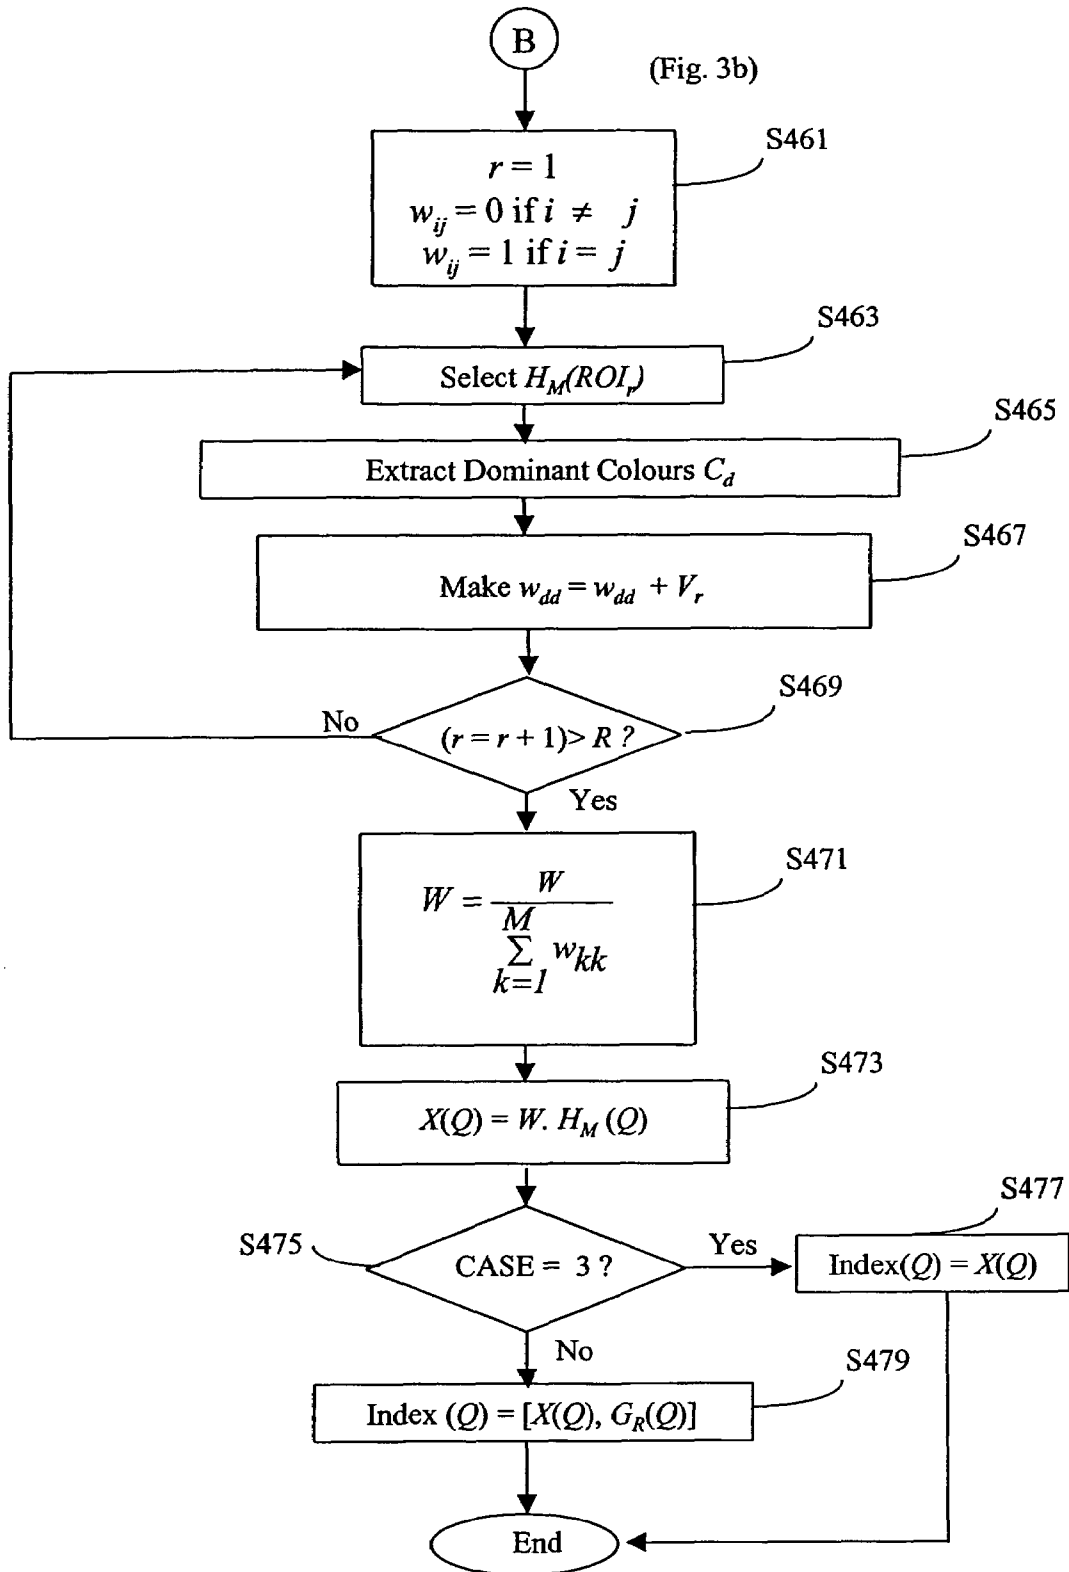 B
(Fig. 3b)
S461
r = 1
w_ij = 0 if i ≠ j
w_ij = 1 if i = j
S463
Select H_M(ROI_r)
S465
Extract Dominant Colours C_d
S467
Make w_dd = w_dd + V_r
S469
No
(r = r + 1)> R ?
Yes
S471
W = W
M
∑ w_kk
k=1
S473
X(Q) = W. H_M (Q)
S477
S475
CASE = 3 ?
Yes
Index(Q) = X(Q)
No
S479
Index (Q) = [X(Q), G_R(Q)]
End